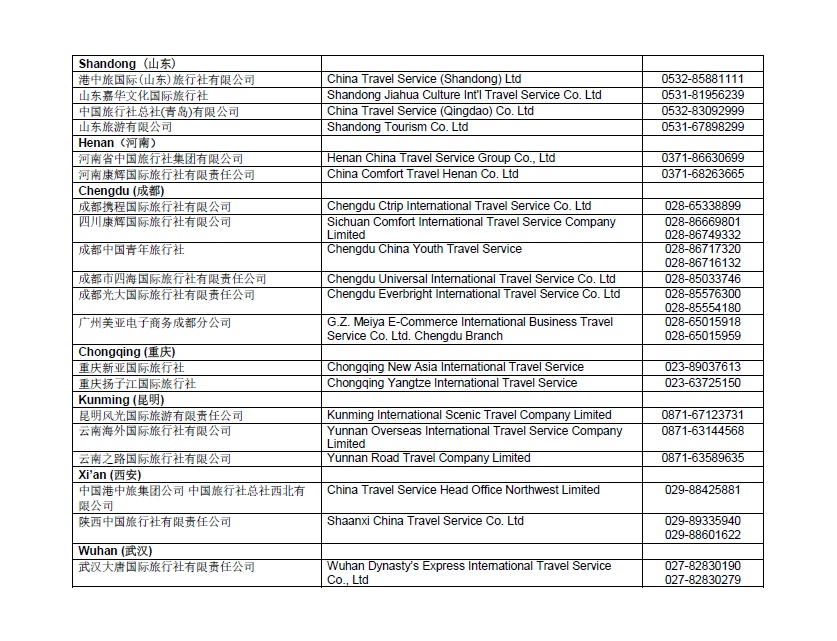 Shandong (山东)
港中旅国际(山东)旅行社有限公司 China Travel Service (Shandong) Ltd 0532-85881111
山东嘉华文化国际旅行社 Shandong Jiahua Culture Int'l Travel Service Co. Ltd 0531-81956239
中国旅行社总社(青岛)有限公司 China Travel Service (Qingdao) Co. Ltd 0532-83092999
山东旅游有限公司 Shandong Tourism Co. Ltd 0531-67898299
Henan（河南）
河南省中国旅行社集团有限公司 Henan China Travel Service Group Co., Ltd 0371-86630699
河南康辉国际旅行社有限责任公司 China Comfort Travel Henan Co. Ltd 0371-68263665
Chengdu (成都)
成都携程国际旅行社有限公司 Chengdu Ctrip International Travel Service Co. Ltd 028-65338899
四川康辉国际旅行社有限公司 Sichuan Comfort International Travel Service Company 028-86669801
Limited 028-86749332
成都中国青年旅行社 Chengdu China Youth Travel Service 028-86717320
028-86716132
成都市四海国际旅行社有限责任公司 Chengdu Universal International Travel Service Co. Ltd 028-85033746
成都光大国际旅行社有限责任公司 Chengdu Everbright International Travel Service Co. Ltd 028-85576300
028-85554180
广州美亚电子商务成都分公司 G.Z. Meiya E-Commerce International Business Travel 028-65015918
Service Co. Ltd. Chengdu Branch 028-65015959
Chongqing (重庆)
重庆新亚国际旅行社 Chongqing New Asia International Travel Service 023-89037613
重庆扬子江国际旅行社 Chongqing Yangtze International Travel Service 023-63725150
Kunming (昆明)
昆明风光国际旅游有限责任公司 Kunming International Scenic Travel Company Limited 0871-67123731
云南海外国际旅行社有限公司 Yunnan Overseas International Travel Service Company 0871-63144568
Limited
云南之路国际旅行社有限公司 Yunnan Road Travel Company Limited 0871-63589635
Xi'an (西安)
中国港中旅集团公司 中国旅行社总社西北有 China Travel Service Head Office Northwest Limited 029-88425881
限公司
陕西中国旅行社有限责任公司 Shaanxi China Travel Service Co. Ltd 029-89335940
029-88601622
Wuhan (武汉)
武汉大唐国际旅行社有限责任公司 Wuhan Dynasty's Express International Travel Service 027-82830190
Co., Ltd 027-82830279